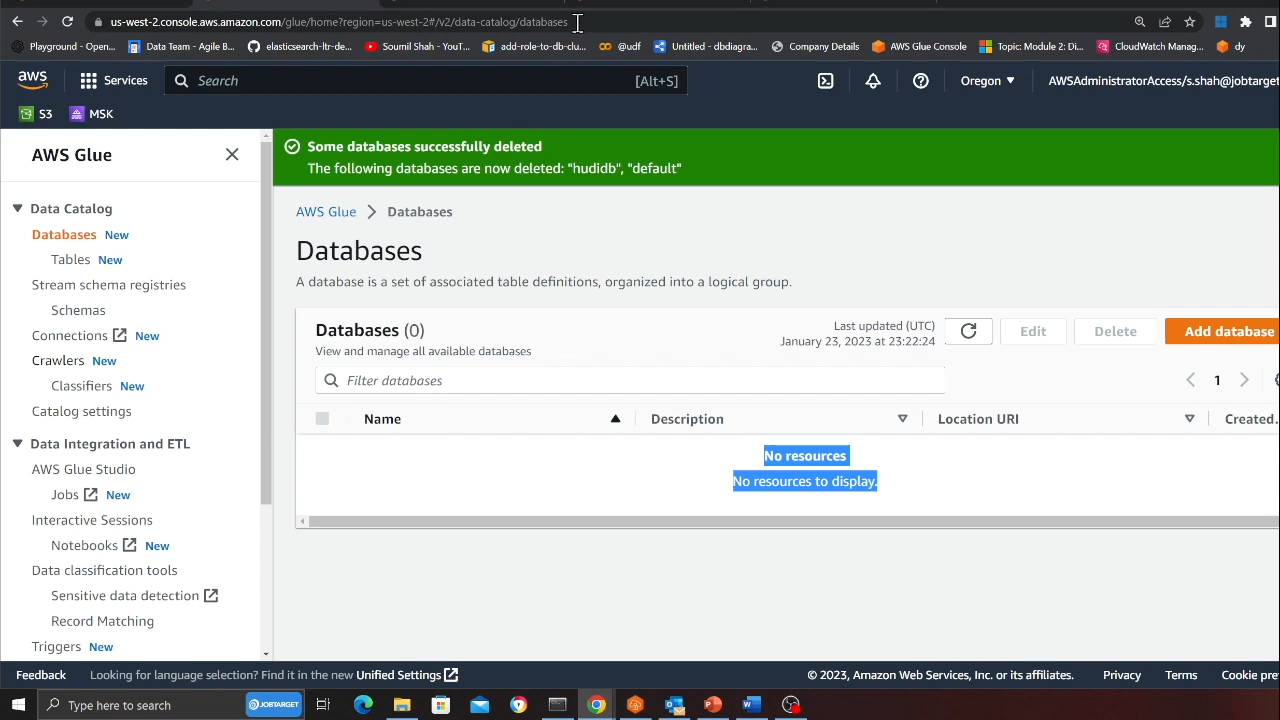 us-west-2.console.aws.amazon.com/glue/home?region=us-west-2#/v2/data-catalog/databases
Playground - Open...
Data Team - Agile B...
elasticsearch-ltr-de...
Soumil Shah - YouT...
add-role-to-db-clu...
@udf
Untitled - dbdiagra...
Company Details
AWS Glue Console
Topic: Module 2: Di...
CloudWatch Manag...
dy
aws
Services
Search
[Alt+S]
Oregon
AWSAdministratorAccess/s.shah@jobtarget
S3
MSK
AWS Glue
Data Catalog
Databases New
Tables New
Stream schema registries
Schemas
Connections New
Crawlers New
Classifiers New
Catalog settings
Data Integration and ETL
AWS Glue Studio
Jobs New
Interactive Sessions
Notebooks New
Data classification tools
Sensitive data detection
Record Matching
Triggers New
Some databases successfully deleted
The following databases are now deleted: "hudidb", "default"
AWS Glue
Databases
Databases
A database is a set of associated table definitions, organized into a logical group.
Databases (0)
View and manage all available databases
Last updated (UTC)
January 23, 2023 at 23:22:24
Edit
Delete
Add database
Filter databases
1
Name
Description
Location URI
Created.
No resources
No resources to display.
Feedback
Looking for language selection? Find it in the new Unified Settings
© 2023, Amazon Web Services, Inc. or its affiliates.
Privacy
Terms
Cookie pre
Type here to search
JOBTARGET